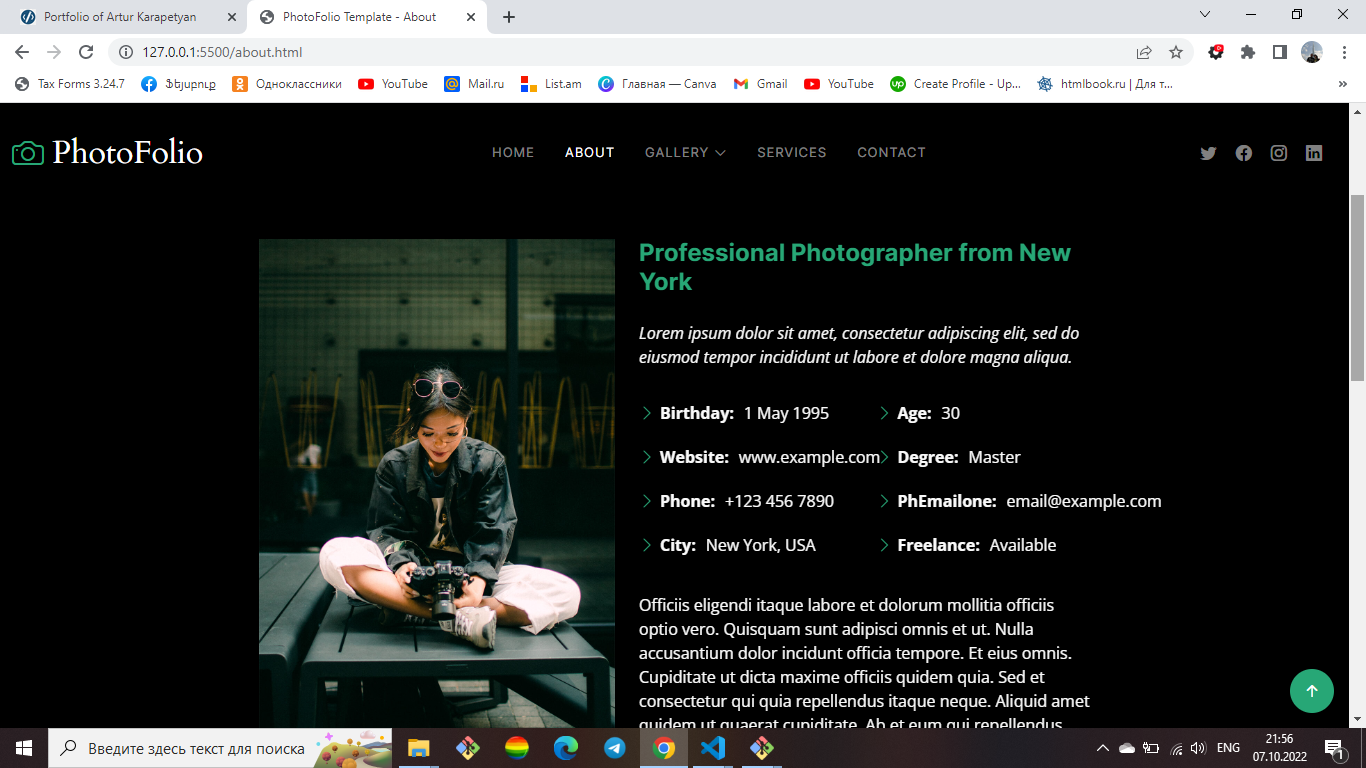 Portfolio of Artur Karapetyan
PhotoFolio Template - About
127.0.0.1:5500/about.html
Tax Forms 3.24.7
Ֆեյսբուք
Одноклассники
YouTube
Mail.ru
List.am
Главная — Canva
Gmail
YouTube
up Create Profile - Up...
htmlbook.ru | Для т...
»
PhotoFolio
HOME
ABOUT
GALLERY
SERVICES
CONTACT
Professional Photographer from New
York
Lorem ipsum dolor sit amet, consectetur adipiscing elit, sed do
eiusmod tempor incididunt ut labore et dolore magna aliqua.
Birthday: 1 May 1995
Age: 30
Website: www.example.com
Degree: Master
Phone: +123 456 7890
PhEmailone: email@example.com
City: New York, USA
Freelance: Available
Officiis eligendi itaque labore et dolorum mollitia officiis
optio vero. Quisquam sunt adipisci omnis et ut. Nulla
accusantium dolor incidunt officia tempore. Et eius omnis.
Cupiditate ut dicta maxime officiis quidem quia. Sed et
consectetur qui quia repellendus itaque neque. Aliquid amet
quidem ut quaerat cupiditate. Ab et eum qui repellendus
Введите здесь текст для поиска
ENG
21:56
07.10.2022
1